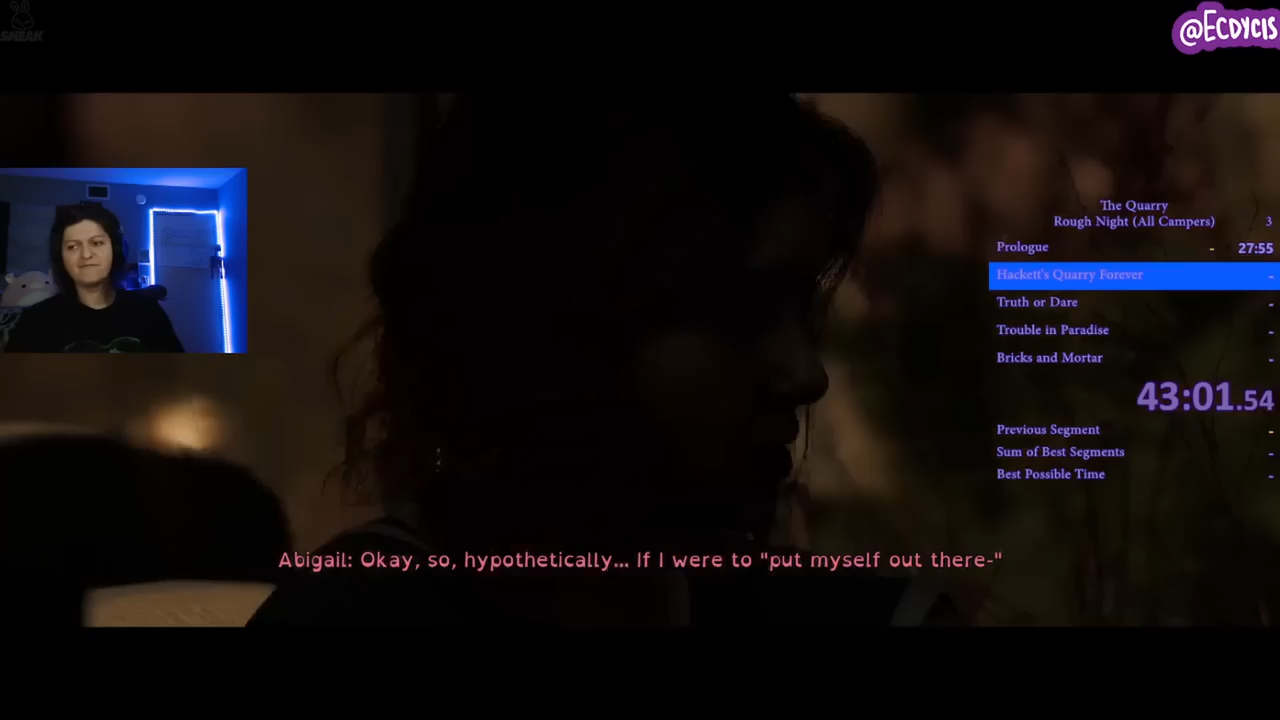 SNEAK
@ECDYCIS
The Quarry
Rough Night (All Campers) 3
Prologue - 27:55
Hackett's Quarry Forever -
Truth or Dare -
Trouble in Paradise -
Bricks and Mortar -
43:01.54
Previous Segment -
Sum of Best Segments -
Best Possible Time -
Abigail: Okay, so, hypothetically... If I were to "put myself out there-"